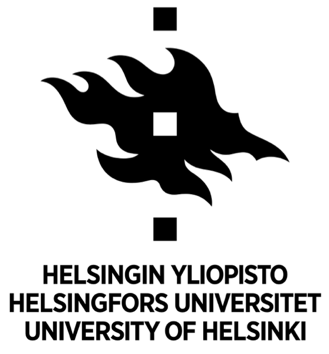 HELSINGIN YLIOPISTO
HELSINGFORS UNIVERSITET
UNIVERSITY OF HELSINKI